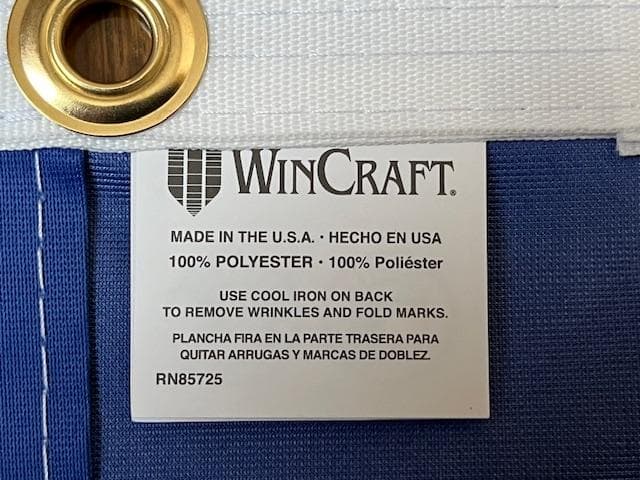 WINCRAFT®
MADE IN THE U.S.A. • HECHO EN USA
100% POLYESTER • 100% Poliéster
USE COOL IRON ON BACK
TO REMOVE WRINKLES AND FOLD MARKS.
PLANCHA FIRA EN LA PARTE TRASERA PARA
QUITAR ARRUGAS Y MARCAS DE DOBLEZ.
RN85725